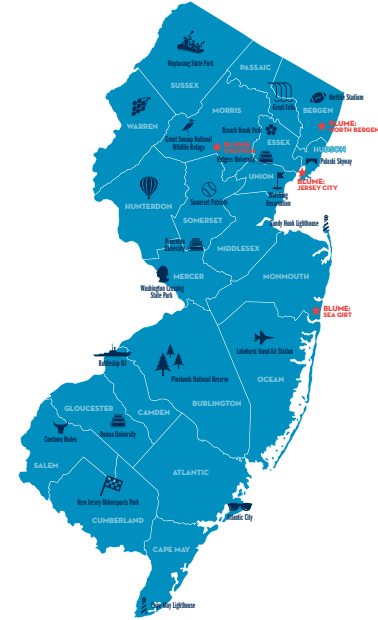 Hopatcong State Park
SUSSEX
PASSAIC
MetLife Stadium
Great Falls
BERGEN
MORRIS
WARREN
BLUME:
NORTH BERGEN
Branch Brook Park
Great Swamp National
Wildlife Refuge
ESSEX
HUDSON
BLUME:
Rutgers University
Pulaski Skyway
UNION
BLUME:
JERSEY CITY
Watchung
Reservation
HUNTERDON
Somerset Patriots
SOMERSET
Sandy Hook Lighthouse
Princeton
University
MIDDLESEX
MERCER
MONMOUTH
Washington Crossing
State Park
BLUME:
SEA GIRT
Lakehurst Naval Air Station
Battleship NJ
Pinelands National Reserve
OCEAN
BURLINGTON
GLOUCESTER
CAMDEN
Cowtown Rodeo
Rowan University
SALEM
ATLANTIC
New Jersey Motorsports Park
Atlantic City
CUMBERLAND
CAPE MAY
Cape May Lighthouse